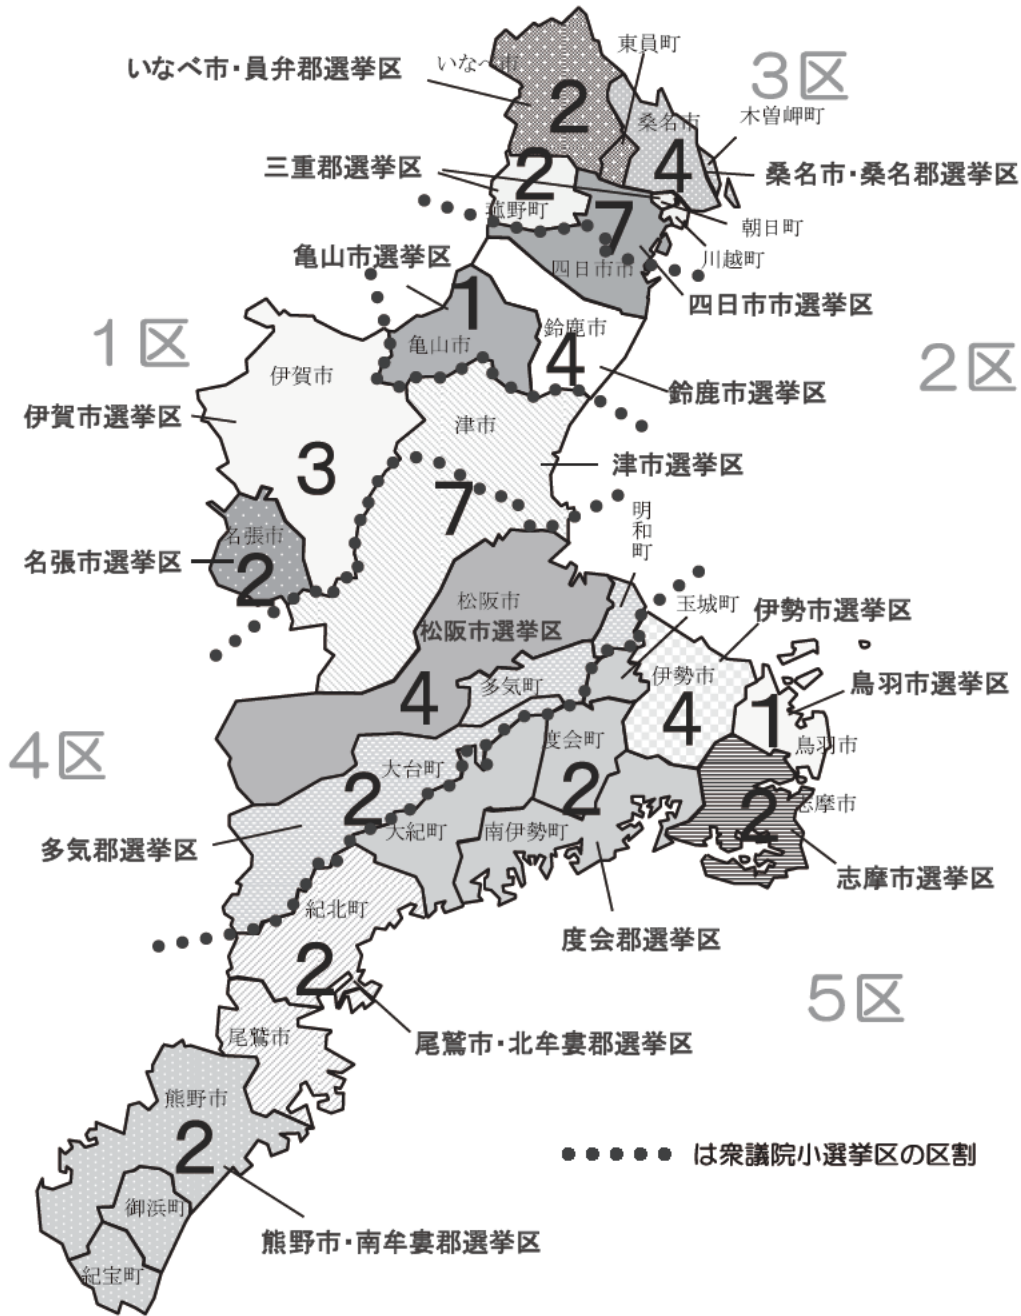 東員町
3区
いなべ市・員弁郡選挙区
いなべ市
2
木曽岬町
桑名市
4
三重郡選挙区
2
桑名市・桑名郡選挙区
菰野町
7
朝日町
亀山市選挙区
川越町
四日市市
1
四日市市選挙区
1区
鈴鹿市
亀山市
4
2区
伊賀市
鈴鹿市選挙区
伊賀市選挙区
津市
3
津市選挙区
7
明和町
名張市
名張市選挙区
2
松阪市
玉城町
伊勢市選挙区
松阪市選挙区
伊勢市
多気町
鳥羽市選挙区
4
4
1
4区
度会町
鳥羽市
大台町
2
2
2
志摩市
大紀町
南伊勢町
多気郡選挙区
志摩市選挙区
紀北町
度会郡選挙区
2
5区
尾鷲市
尾鷲市・北牟婁郡選挙区
熊野市
2
は衆議院小選挙区の区割
御浜町
熊野市・南牟婁郡選挙区
紀宝町